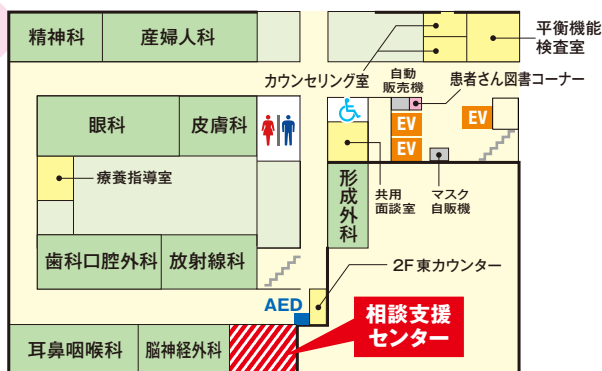 精神科
産婦人科
平衡機能
検査室
カウンセリング室
自動
販売機
患者さん図書コーナー
眼科
皮膚科
EV
EV
EV
療養指導室
形成外科
共用
面談室
マスク
自販機
歯科口腔外科
放射線科
2F東カウンター
AED
相談支援
センター
耳鼻咽喉科
脳神経外科